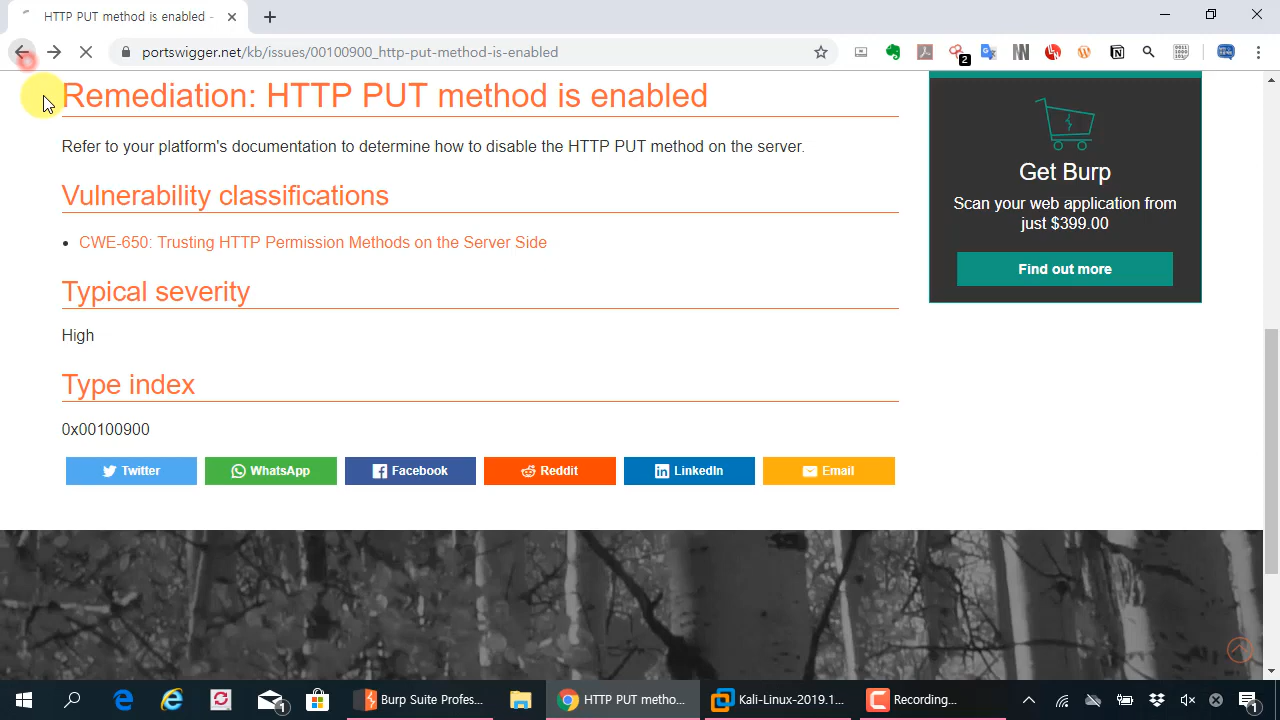 HTTP PUT method is enabled -
portswigger.net/kb/issues/00100900_http-put-method-is-enabled
2
Remediation: HTTP PUT method is enabled
Refer to your platform's documentation to determine how to disable the HTTP PUT method on the server.
Vulnerability classifications
CWE-650: Trusting HTTP Permission Methods on the Server Side
Typical severity
High
Type index
0x00100900
Twitter
WhatsApp
Facebook
Reddit
LinkedIn
Email
Get Burp
Scan your web application from
just $399.00
Find out more
1
Burp Suite Profes...
HTTP PUT metho...
Kali-Linux-2019.1...
Recording...
1